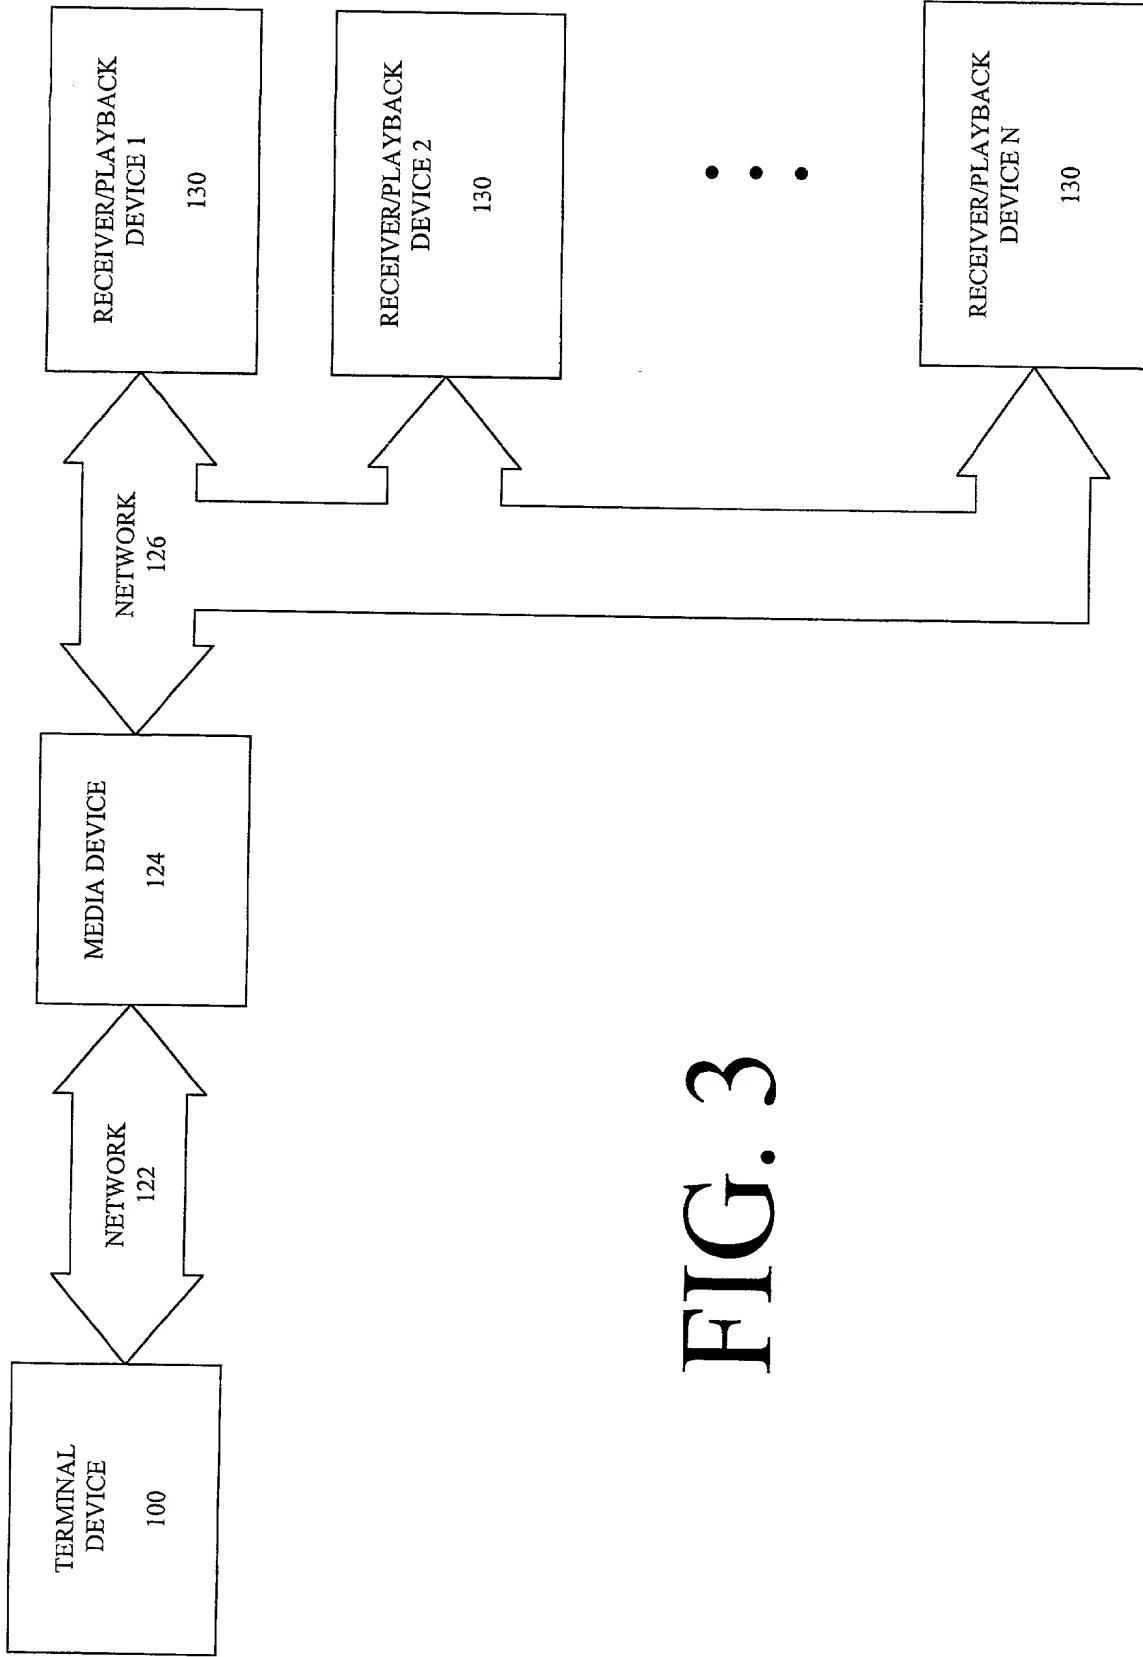 TERMINAL
DEVICE
100
NETWORK
122
MEDIA DEVICE
124
NETWORK
126
RECEIVER/PLAYBACK
DEVICE 1
130
RECEIVER/PLAYBACK
DEVICE 2
130
RECEIVER/PLAYBACK
DEVICE N
130
FIG. 3